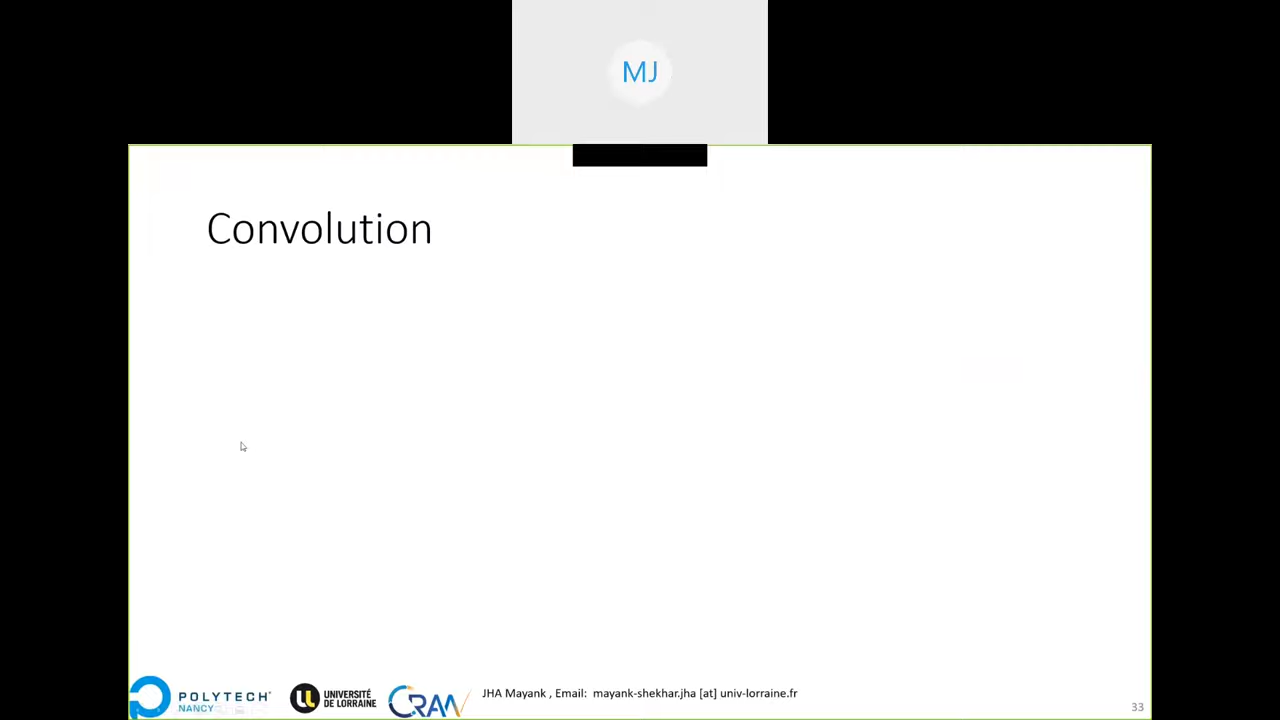 MJ
Convolution
POLYTECH
NANCY
UNIVERSITÉ
DE LORRAINE
CRAN
JHA Mayank , Email: mayank-shekhar.jha [at] univ-lorraine.fr
33